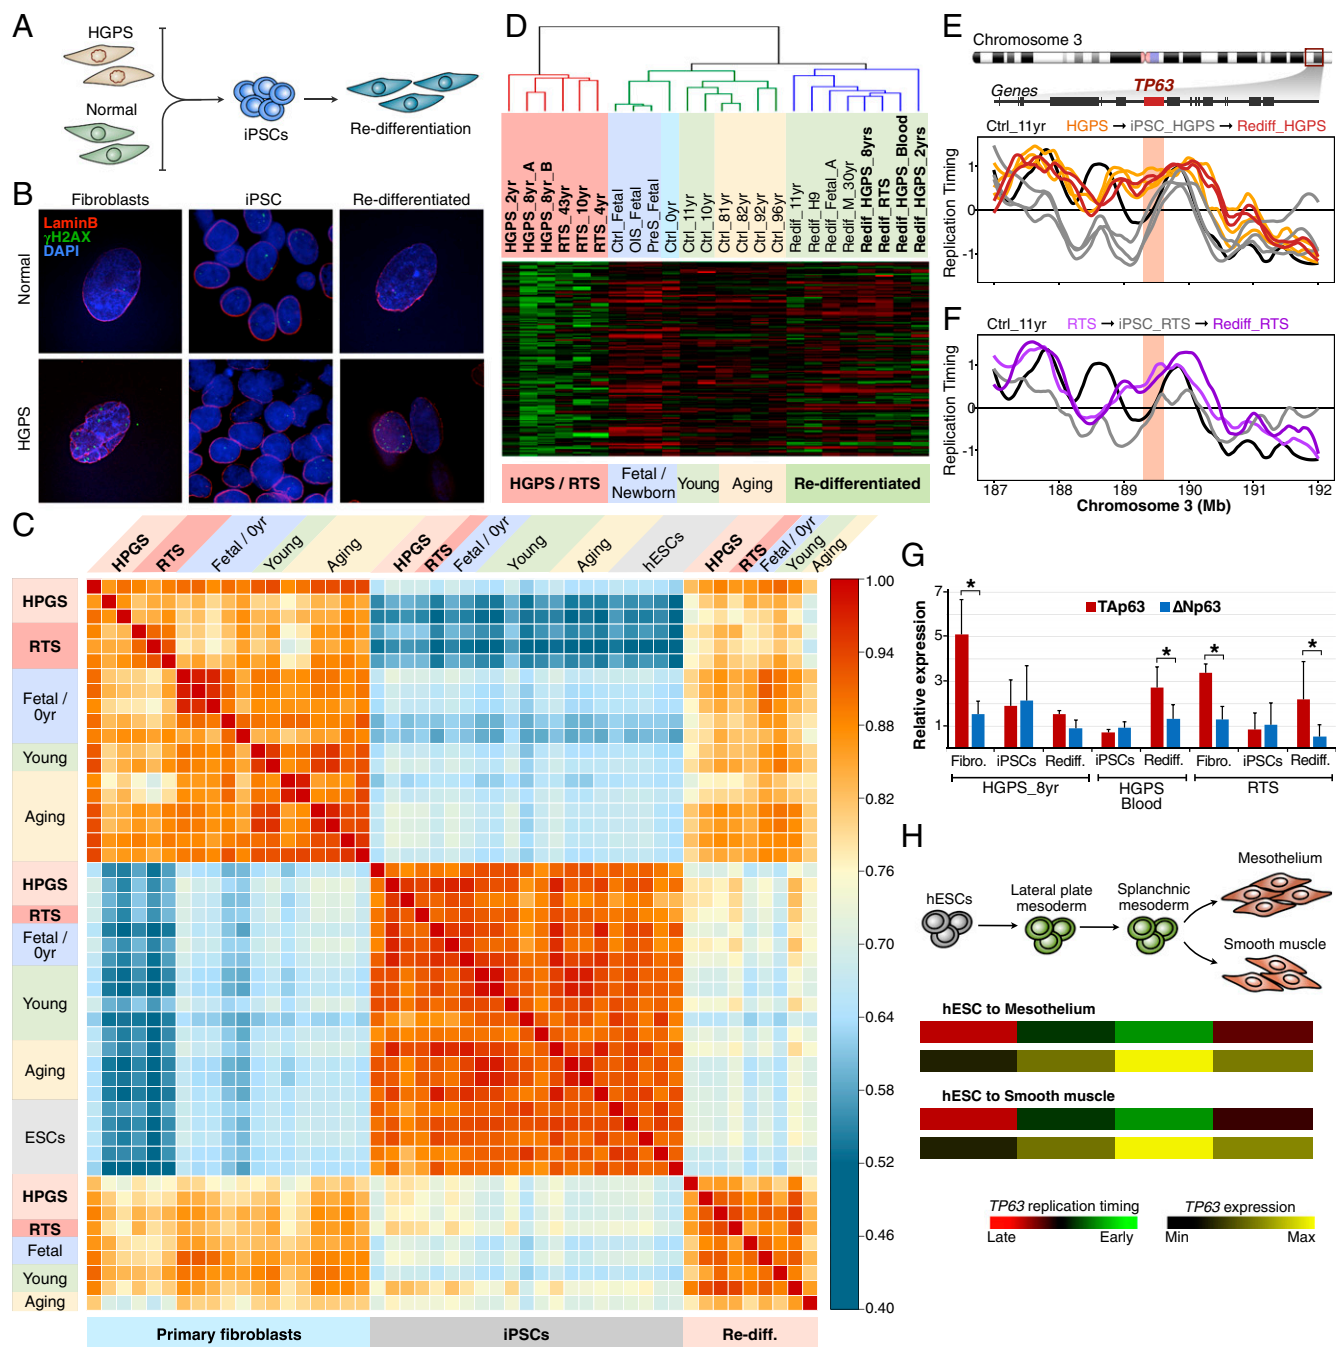 A
HGPS
Normal
iPSCs
Re-differentiation
B
Fibroblasts
iPSC
Re-differentiated
LaminB
γH2AX
DAPI
Normal
HGPS
D
HGPS_2yr
HGPS_8yr_A
HGPS_8yr_B
RTS_43yr
RTS_10yr
RTS_4yr
Ctrl_Fetal
OIS_Fetal
PreS_Fetal
Ctrl_0yr
Ctrl_11yr
Ctrl_10yr
Ctrl_81yr
Ctrl_82yr
Ctrl_92yr
Ctrl_96yr
Redif_11yr
Redif_H9
Redif_Fetal_A
Redif_M_30yr
Redif_HGPS_8yrs
Redif_RTS
Redif_HGPS_Blood
Redif_HGPS_2yrs
HGPS / RTS
Fetal /
Newborn
Young
Aging
Re-differentiated
E
Chromosome 3
TP63
Genes
Ctrl_11yr HGPS → iPSC_HGPS → Rediff_HGPS
Replication Timing
1
0
-1
F
Ctrl_11yr RTS → iPSC_RTS → Rediff_RTS
Replication Timing
1
0
-1
187 188 189 190 191 192
Chromosome 3 (Mb)
C
HPGS
RTS
Fetal / 0yr
Young
Aging
HPGS
RTS
Fetal / 0yr
Young
Aging
hESCs
HPGS
RTS
Fetal / 0yr
Young
Aging
HPGS
RTS
Fetal /
0yr
Young
Aging
HPGS
RTS
Fetal /
0yr
Young
Aging
ESCs
HPGS
RTS
Fetal
Young
Aging
Primary fibroblasts
iPSCs
Re-diff.
1.00
0.94
0.88
0.82
0.76
0.70
0.64
0.58
0.52
0.46
0.40
G
Relative expression
7
5
3
1
TAp63 ΔNp63
*
*
*
*
Fibro. iPSCs Rediff. iPSCs Rediff. Fibro. iPSCs Rediff.
HGPS_8yr
HGPS
Blood
RTS
H
hESCs
Lateral plate
mesoderm
Splanchnic
mesoderm
Mesothelium
Smooth muscle
hESC to Mesothelium
hESC to Smooth muscle
TP63 replication timing
Late Early
TP63 expression
Min Max